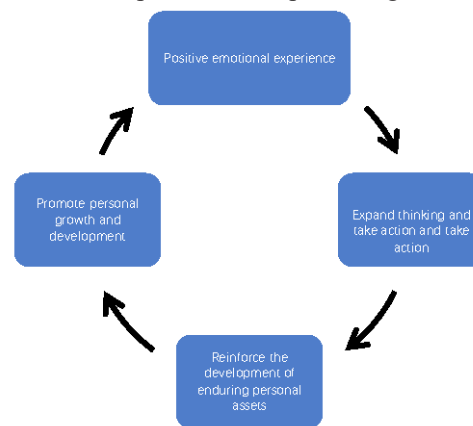 Positive emotional experience
Expand thinking and
take action and take
action
Reinforce the
development of
enduring personal
assets
Promote personal
growth and
development